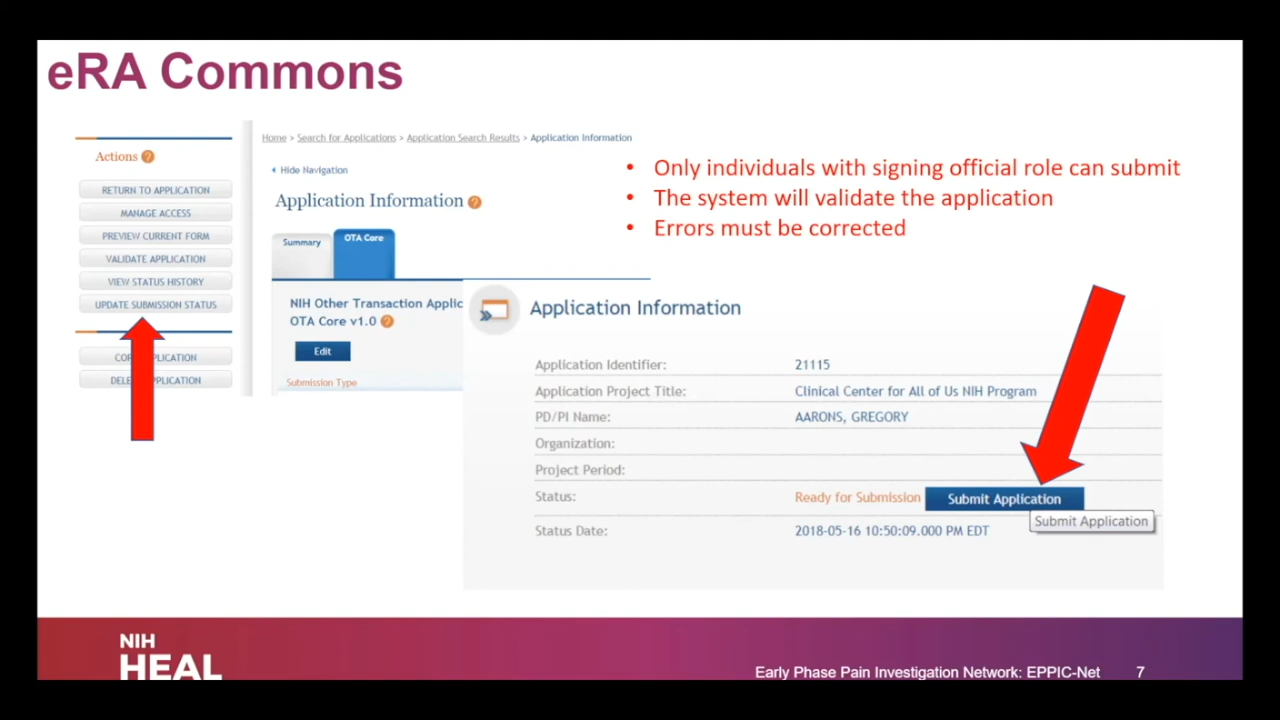 eRA Commons
Actions ?
RETURN TO APPLICATION
MANAGE ACCESS
PREVIEW CURRENT FORM
VALIDATE APPLICATION
VIEW STATUS HISTORY
UPDATE SUBMISSION STATUS
DELE
Home > Search for Applications > Application Search Results > Application Information
Hide Navigation
Application Information ?
Summary
OTA Core
NIH Other Transaction Applic
OTA Core v1.0 ?
Edit
Submission Type
• Only individuals with signing official role can submit
• The system will validate the application
• Errors must be corrected
Application Information
Application Identifier: 21115
Application Project Title: Clinical Center for All of Us NIH Program
PD/PI Name: AARONS, GREGORY
Organization:
Project Period:
Status: Ready for Submission Submit Application
Submit Application
Status Date: 2018-05-16 10:50:09.000 PM EDT
NIH
HEAL
Early Phase Pain Investigation Network: EPPIC-Net 7